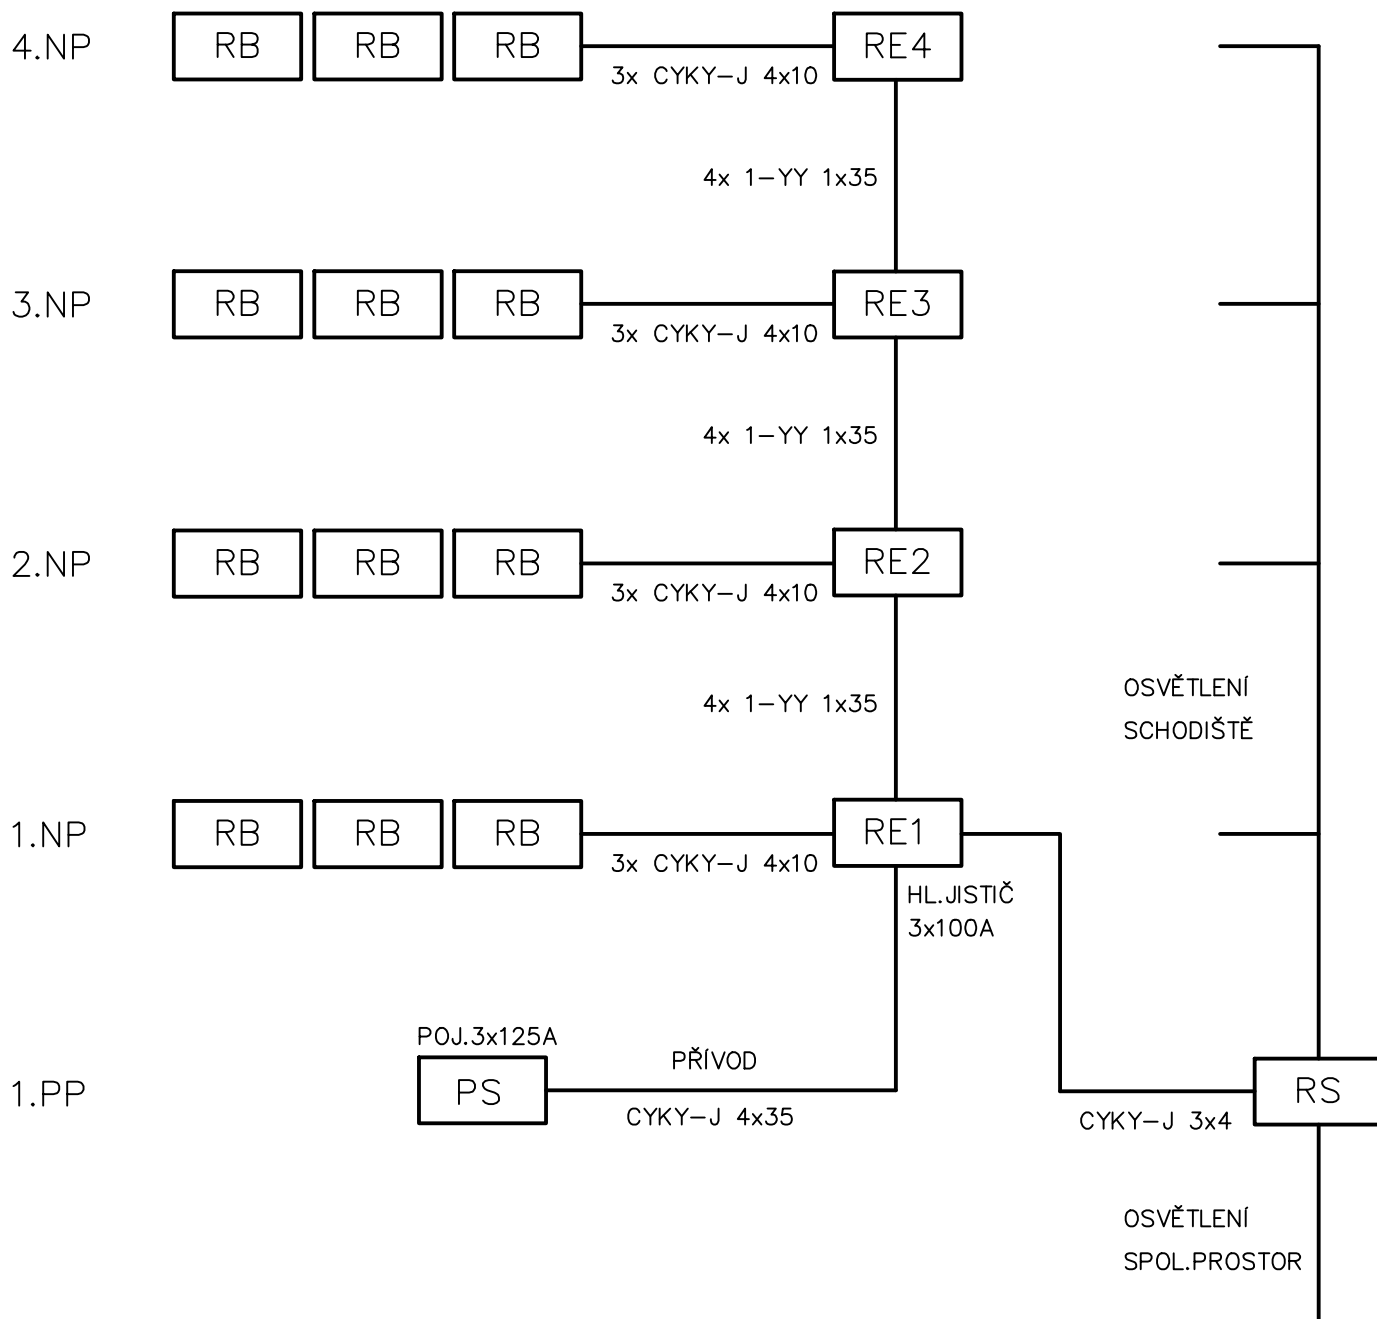 4.NP RB RB RB RE4
3x CYKY-J 4x10
4x 1-YY 1x35
3.NP RB RB RB RE3
3x CYKY-J 4x10
4x 1-YY 1x35
2.NP RB RB RB RE2
3x CYKY-J 4x10
4x 1-YY 1x35
OSVĚTLENÍ
SCHODIŠTĚ
1.NP RB RB RB RE1
3x CYKY-J 4x10
HL.JISTIČ
3x100A
POJ.3x125A
PŘÍVOD
1.PP PS RS
CYKY-J 4x35
CYKY-J 3x4
OSVĚTLENÍ
SPOL.PROSTOR